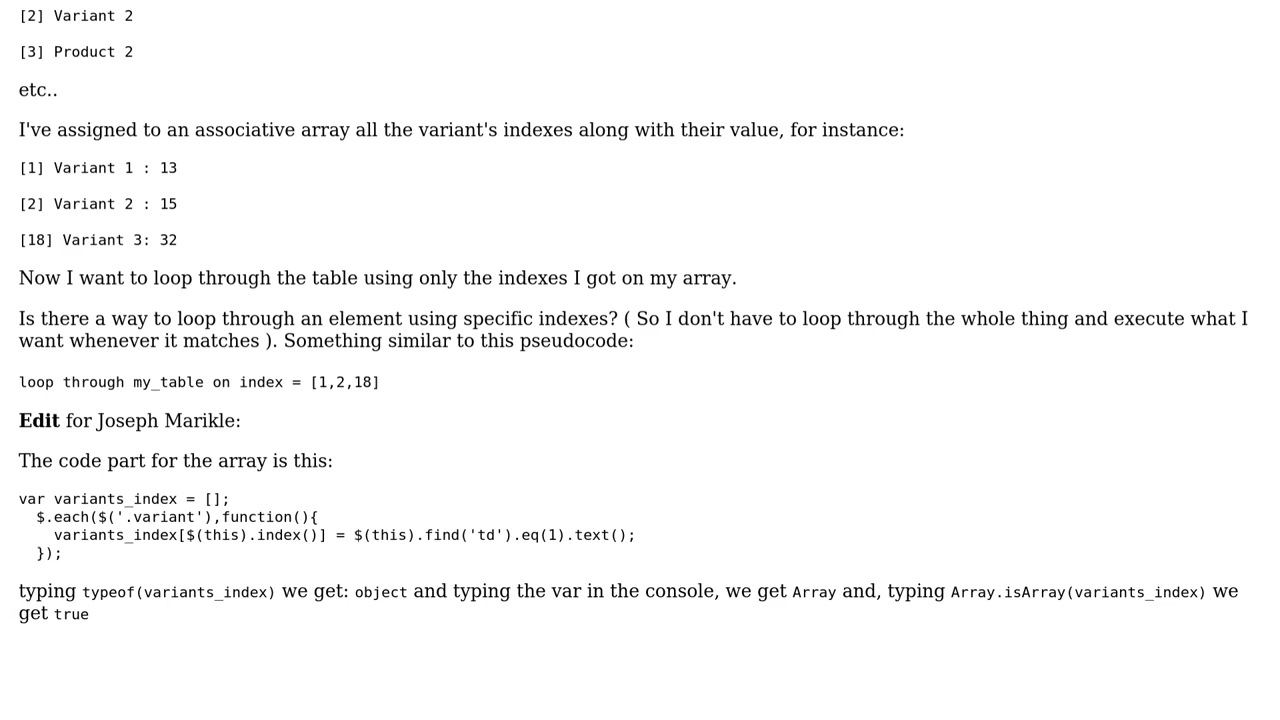 [2] Variant 2
[3] Product 2
etc..
I've assigned to an associative array all the variant's indexes along with their value, for instance:
[1] Variant 1 : 13
[2] Variant 2 : 15
[18] Variant 3: 32
Now I want to loop through the table using only the indexes I got on my array.
Is there a way to loop through an element using specific indexes? ( So I don't have to loop through the whole thing and execute what I
want whenever it matches ). Something similar to this pseudocode:
loop through my_table on index = [1,2,18]
Edit for Joseph Marikle:
The code part for the array is this:
var variants_index = [];
  $.each($('.variant'),function(){
    variants_index[$(this).index()] = $(this).find('td').eq(1).text();
  });
typing typeof(variants_index) we get: object and typing the var in the console, we get Array and, typing Array.isArray(variants_index) we
get true